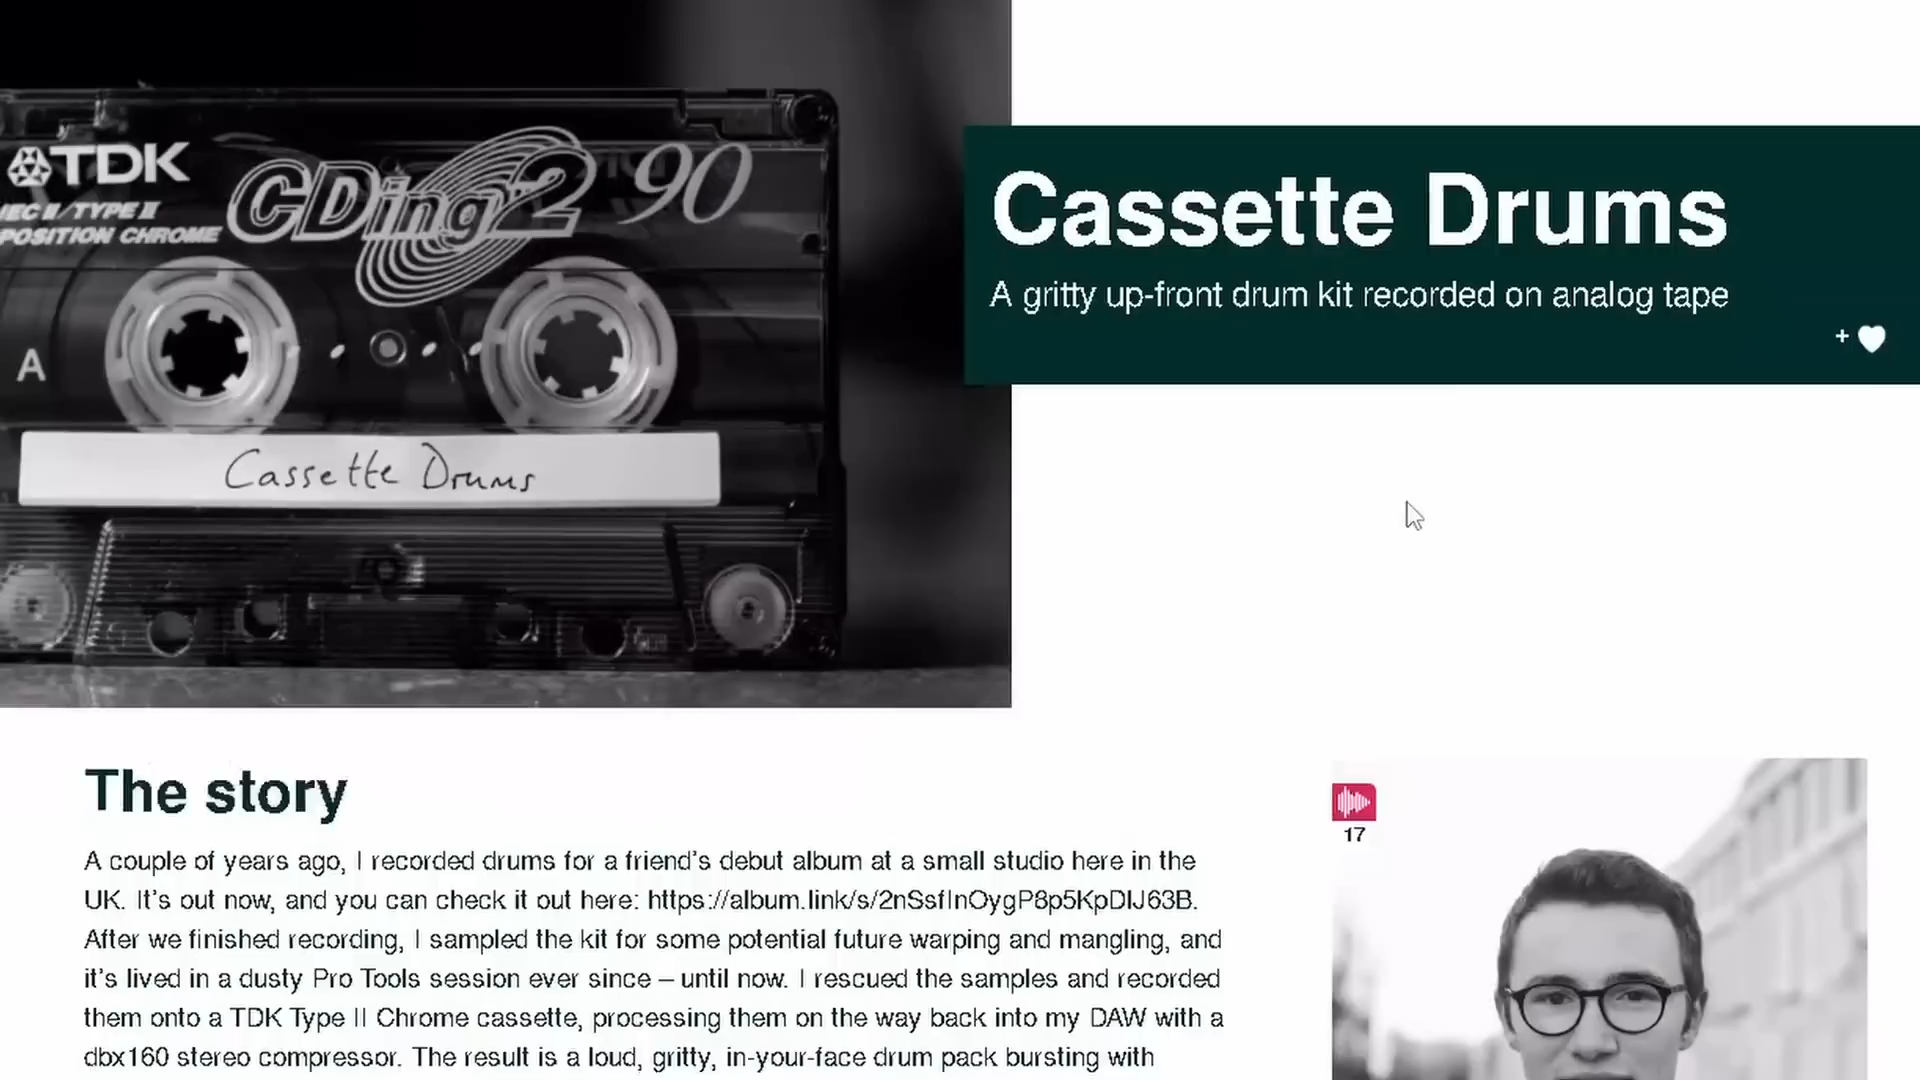 TDK
IEC II/TYPE II
POSITION CHROME
CDing2 90
A
Cassette Drums
Cassette Drums
A gritty up-front drum kit recorded on analog tape
+
The story
A couple of years ago, I recorded drums for a friend’s debut album at a small studio here in the
UK. It’s out now, and you can check it out here: https://album.link/s/2nSsfInOygP8p5KpDIJ63B.
After we finished recording, I sampled the kit for some potential future warping and mangling, and
it’s lived in a dusty Pro Tools session ever since – until now. I rescued the samples and recorded
them onto a TDK Type II Chrome cassette, processing them on the way back into my DAW with a
dbx160 stereo compressor. The result is a loud, gritty, in-your-face drum pack bursting with
17